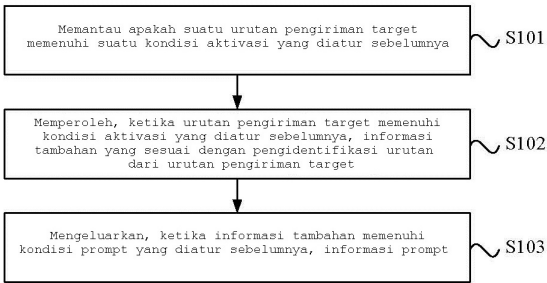 Memantau apakah suatu urutan pengiriman target
memenuhi suatu kondisi aktivasi yang diatur sebelumnya
S101
Memperoleh, ketika urutan pengiriman target memenuhi
kondisi aktivasi yang diatur sebelumnya, informasi
tambahan yang sesuai dengan pengidentifikasi urutan
dari urutan pengiriman target
S102
Mengeluarkan, ketika informasi tambahan memenuhi
kondisi prompt yang diatur sebelumnya, informasi prompt
S103